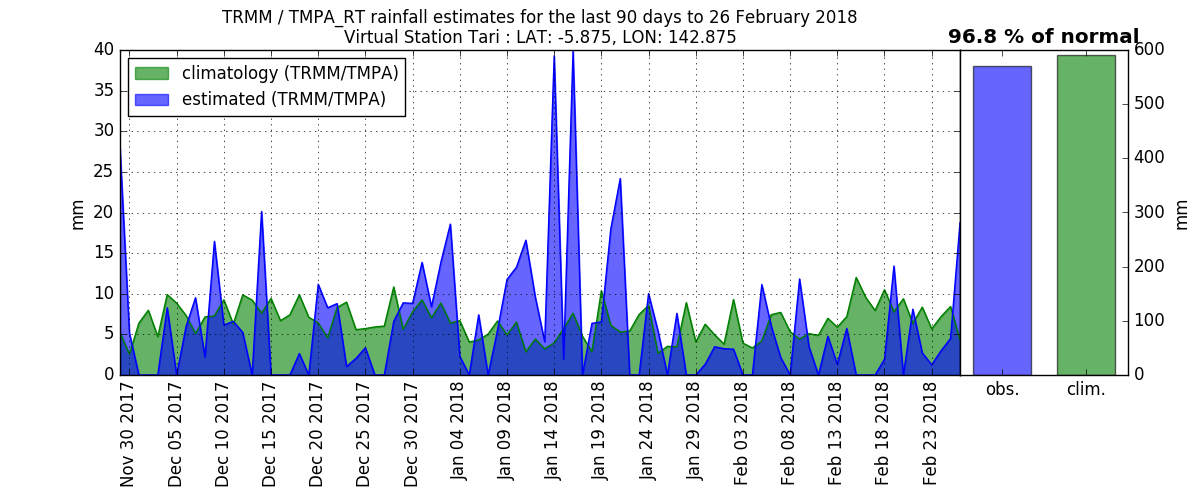 TRMM / TMPA_RT rainfall estimates for the last 90 days to 26 February 2018
Virtual Station Tari : LAT: -5.875, LON: 142.875
96.8 % of normal
climatology (TRMM/TMPA)
estimated (TRMM/TMPA)
mm
40
35
30
25
20
15
10
5
0
Nov 30 2017
Dec 05 2017
Dec 10 2017
Dec 15 2017
Dec 20 2017
Dec 25 2017
Dec 30 2017
Jan 04 2018
Jan 09 2018
Jan 14 2018
Jan 19 2018
Jan 24 2018
Jan 29 2018
Feb 03 2018
Feb 08 2018
Feb 13 2018
Feb 18 2018
Feb 23 2018
obs.
clim.
600
500
400
300
200
100
0
mm